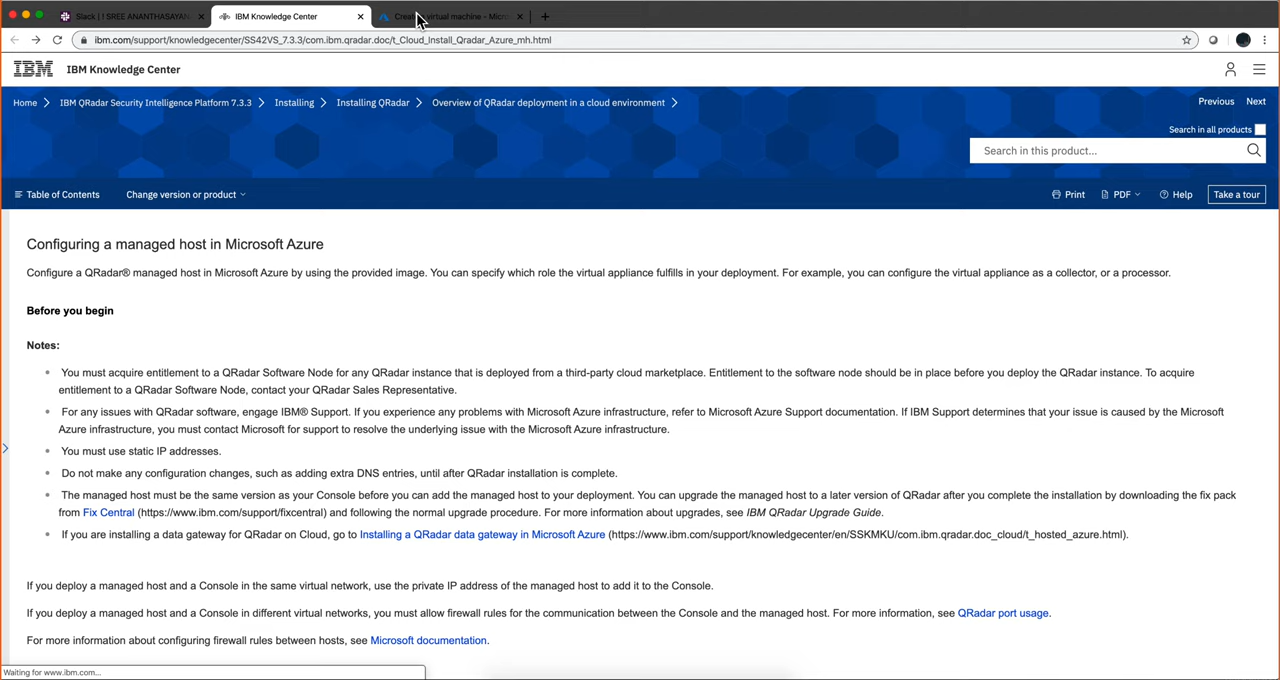 Slack | ! SREE ANANTHASAYAN
IBM Knowledge Center
Create a virtual machine - Micro
ibm.com/support/knowledgecenter/SS42VS_7.3.3/com.ibm.qradar.doc/t_Cloud_Install_Qradar_Azure_mh.html
IBM IBM Knowledge Center
Home IBM QRadar Security Intelligence Platform 7.3.3 Installing Installing QRadar Overview of QRadar deployment in a cloud environment
Previous Next
Search in all products
Search in this product...
Table of Contents Change version or product
Print PDF Help Take a tour
Configuring a managed host in Microsoft Azure
Configure a QRadar® managed host in Microsoft Azure by using the provided image. You can specify which role the virtual appliance fulfills in your deployment. For example, you can configure the virtual appliance as a collector, or a processor.
Before you begin
Notes:
You must acquire entitlement to a QRadar Software Node for any QRadar instance that is deployed from a third-party cloud marketplace. Entitlement to the software node should be in place before you deploy the QRadar instance. To acquire
entitlement to a QRadar Software Node, contact your QRadar Sales Representative.
For any issues with QRadar software, engage IBM® Support. If you experience any problems with Microsoft Azure infrastructure, refer to Microsoft Azure Support documentation. If IBM Support determines that your issue is caused by the Microsoft
Azure infrastructure, you must contact Microsoft for support to resolve the underlying issue with the Microsoft Azure infrastructure.
You must use static IP addresses.
Do not make any configuration changes, such as adding extra DNS entries, until after QRadar installation is complete.
The managed host must be the same version as your Console before you can add the managed host to your deployment. You can upgrade the managed host to a later version of QRadar after you complete the installation by downloading the fix pack
from Fix Central (https://www.ibm.com/support/fixcentral) and following the normal upgrade procedure. For more information about upgrades, see IBM QRadar Upgrade Guide.
If you are installing a data gateway for QRadar on Cloud, go to Installing a QRadar data gateway in Microsoft Azure (https://www.ibm.com/support/knowledgecenter/en/SSKMKU/com.ibm.qradar.doc_cloud/t_hosted_azure.html).
If you deploy a managed host and a Console in the same virtual network, use the private IP address of the managed host to add it to the Console.
If you deploy a managed host and a Console in different virtual networks, you must allow firewall rules for the communication between the Console and the managed host. For more information, see QRadar port usage.
For more information about configuring firewall rules between hosts, see Microsoft documentation.
Waiting for www.ibm.com...